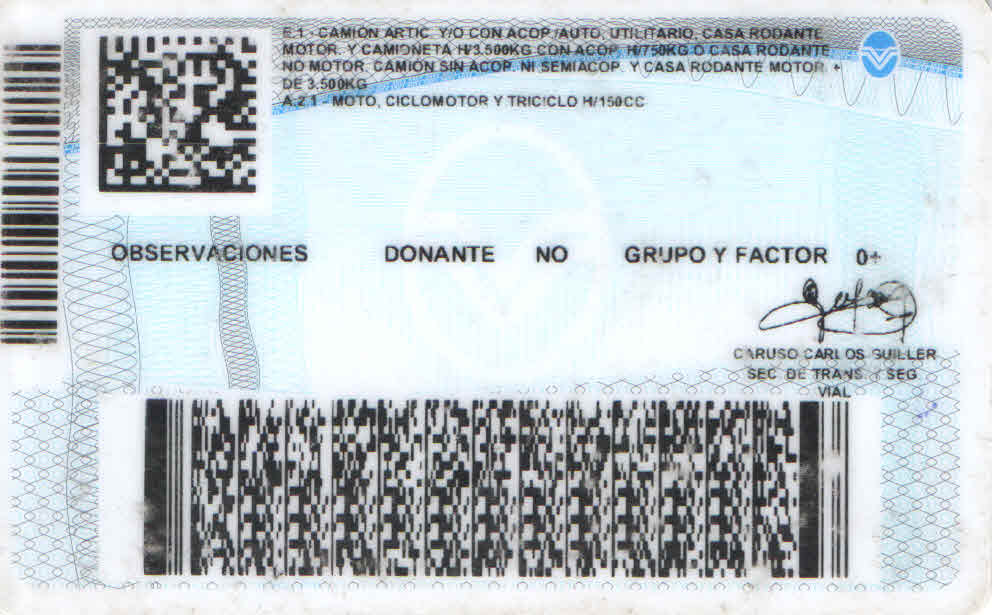 E.1 - CAMION ARTIC. Y/O CON ACOP./AUTO, UTILITARIO, CASA RODANTE
MOTOR. Y CAMIONETA H/3.500KG CON ACOP. H/750KG O CASA RODANTE
NO MOTOR. CAMION SIN ACOP. NI SEMIACOP. Y CASA RODANTE MOTOR. +
DE 3.500KG
A.2.1 - MOTO, CICLOMOTOR Y TRICICLO H/150CC
OBSERVACIONES DONANTE NO GRUPO Y FACTOR 0+
CARUSO CARLOS GUILLER
SEC. DE TRANS. Y SEG
VIAL